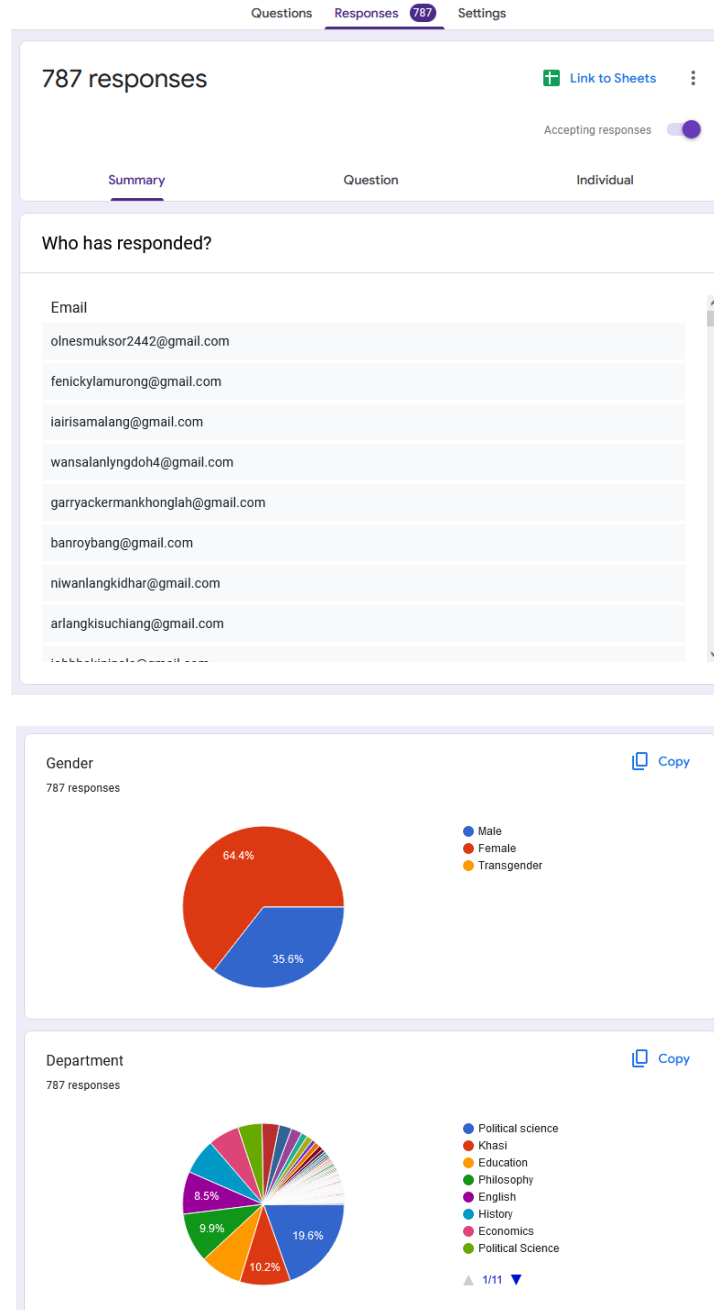 Questions Responses 787 Settings
787 responses
Link to Sheets
Accepting responses
Summary Question Individual
Who has responded?
Email
olnesmuksor2442@gmail.com
fenickylamurong@gmail.com
iairisamalang@gmail.com
wansalanlyngdoh4@gmail.com
garryackermankhonglah@gmail.com
banroybang@gmail.com
niwanlangkidhar@gmail.com
arlangkisuchiang@gmail.com
Gender
Copy
787 responses
Male
Female
Transgender
64.4%
35.6%
Department
Copy
787 responses
Political science
Khasi
Education
Philosophy
English
History
Economics
Political Science
1/11
8.5%
9.9%
10.2%
19.6%